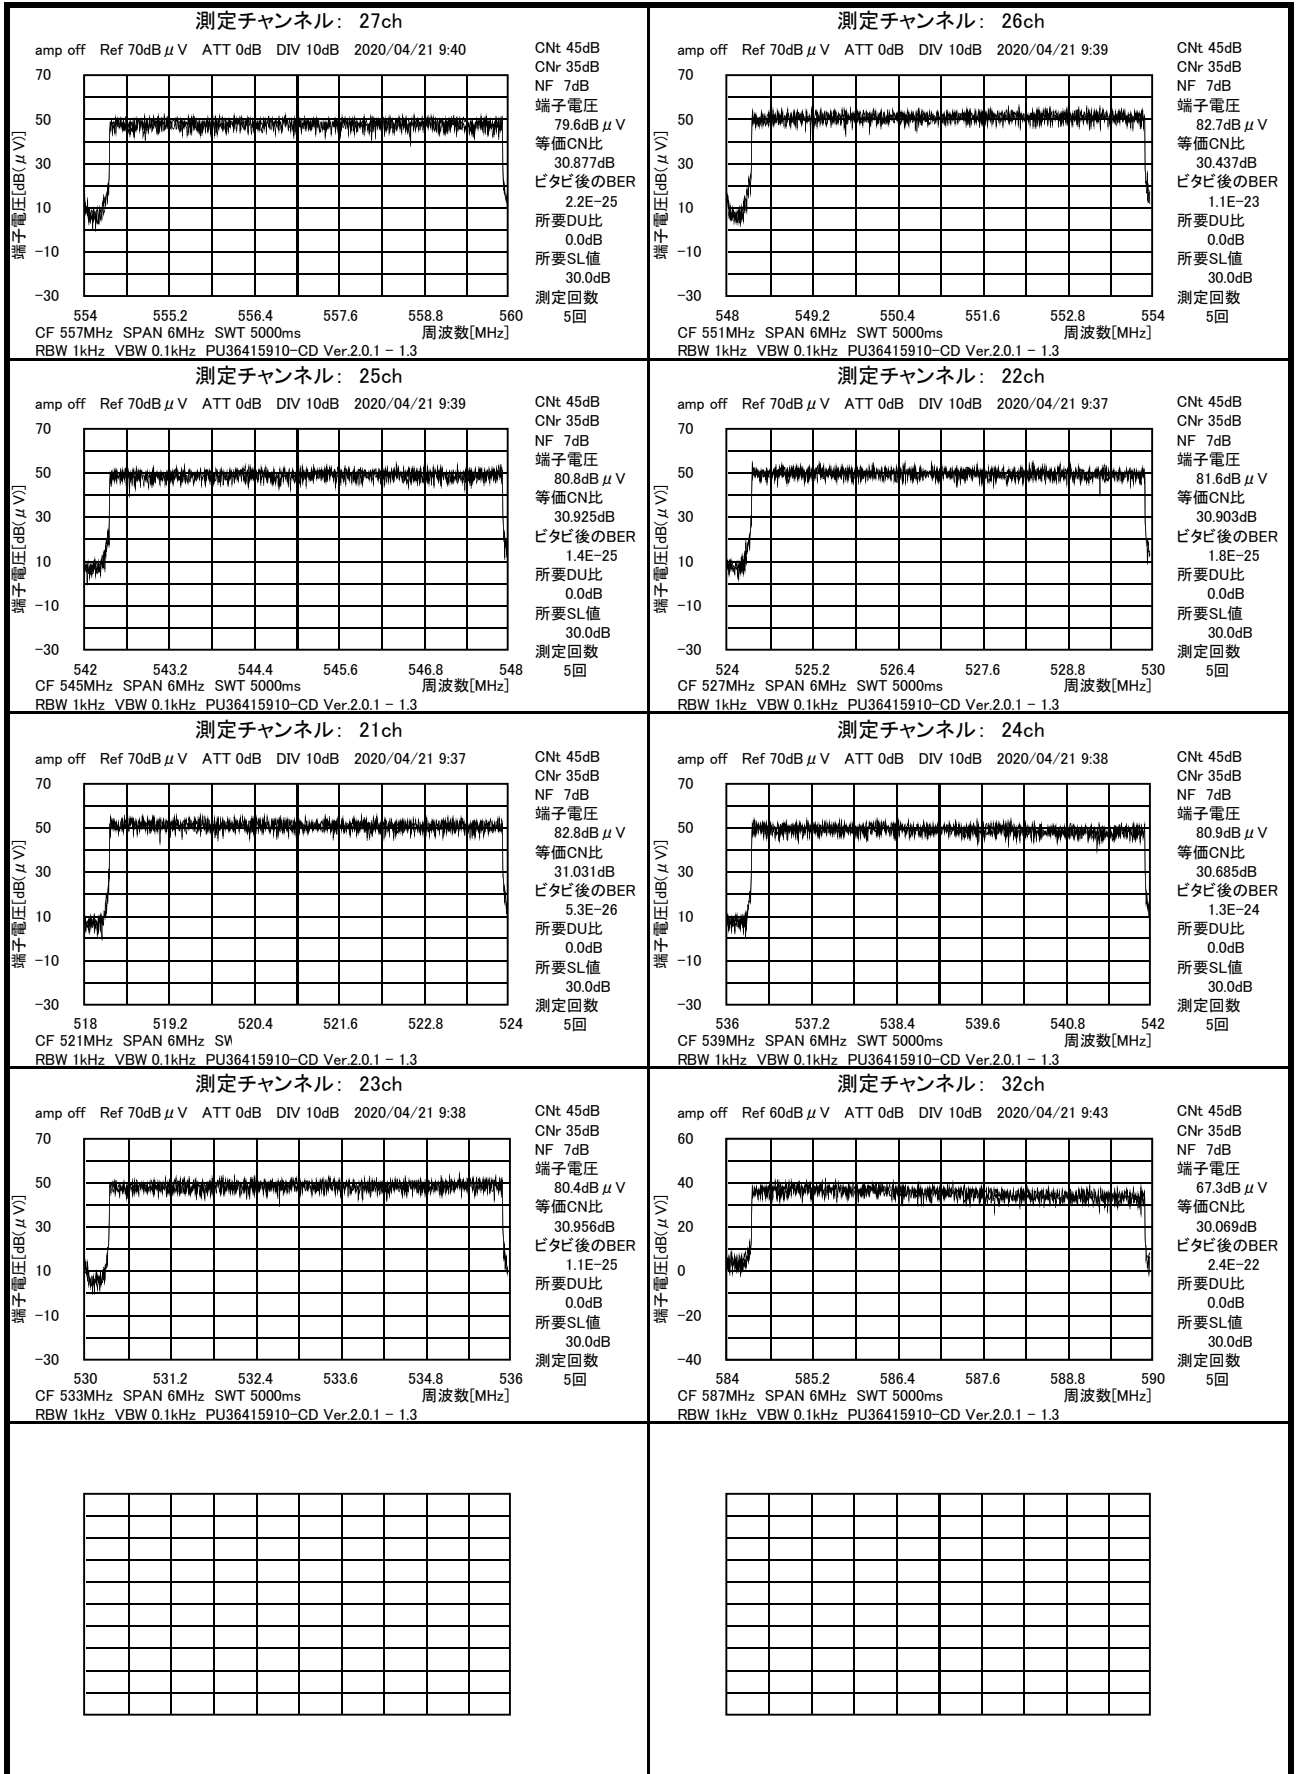 測定チャンネル： 27ch
amp off Ref 70dBμV ATT 0dB DIV 10dB 2020/04/21 9:40
CNt 45dB
CNr 35dB
NF 7dB
端子電圧
79.6dBμV
等価CN比
30.877dB
ビタビ後のBER
2.2E-25
所要DU比
0.0dB
所要SL値
30.0dB
測定回数
5回
端子電圧[dB(μV)]
70
50
30
10
-10
-30
554 555.2 556.4 557.6 558.8 560
CF 557MHz SPAN 6MHz SWT 5000ms 周波数[MHz]
RBW 1kHz VBW 0.1kHz PU36415910-CD Ver.2.0.1 - 1.3
測定チャンネル： 26ch
amp off Ref 70dBμV ATT 0dB DIV 10dB 2020/04/21 9:39
CNt 45dB
CNr 35dB
NF 7dB
端子電圧
82.7dBμV
等価CN比
30.437dB
ビタビ後のBER
1.1E-23
所要DU比
0.0dB
所要SL値
30.0dB
測定回数
5回
端子電圧[dB(μV)]
70
50
30
10
-10
-30
548 549.2 550.4 551.6 552.8 554
CF 551MHz SPAN 6MHz SWT 5000ms 周波数[MHz]
RBW 1kHz VBW 0.1kHz PU36415910-CD Ver.2.0.1 - 1.3
測定チャンネル： 25ch
amp off Ref 70dBμV ATT 0dB DIV 10dB 2020/04/21 9:39
CNt 45dB
CNr 35dB
NF 7dB
端子電圧
80.8dBμV
等価CN比
30.925dB
ビタビ後のBER
1.4E-25
所要DU比
0.0dB
所要SL値
30.0dB
測定回数
5回
端子電圧[dB(μV)]
70
50
30
10
-10
-30
542 543.2 544.4 545.6 546.8 548
CF 545MHz SPAN 6MHz SWT 5000ms 周波数[MHz]
RBW 1kHz VBW 0.1kHz PU36415910-CD Ver.2.0.1 - 1.3
測定チャンネル： 22ch
amp off Ref 70dBμV ATT 0dB DIV 10dB 2020/04/21 9:37
CNt 45dB
CNr 35dB
NF 7dB
端子電圧
81.6dBμV
等価CN比
30.903dB
ビタビ後のBER
1.8E-25
所要DU比
0.0dB
所要SL値
30.0dB
測定回数
5回
端子電圧[dB(μV)]
70
50
30
10
-10
-30
524 525.2 526.4 527.6 528.8 530
CF 527MHz SPAN 6MHz SWT 5000ms 周波数[MHz]
RBW 1kHz VBW 0.1kHz PU36415910-CD Ver.2.0.1 - 1.3
測定チャンネル： 21ch
amp off Ref 70dBμV ATT 0dB DIV 10dB 2020/04/21 9:37
CNt 45dB
CNr 35dB
NF 7dB
端子電圧
82.8dBμV
等価CN比
31.031dB
ビタビ後のBER
5.3E-26
所要DU比
0.0dB
所要SL値
30.0dB
測定回数
5回
端子電圧[dB(μV)]
70
50
30
10
-10
-30
518 519.2 520.4 521.6 522.8 524
CF 521MHz SPAN 6MHz SW
RBW 1kHz VBW 0.1kHz PU36415910-CD Ver.2.0.1 - 1.3
測定チャンネル： 24ch
amp off Ref 70dBμV ATT 0dB DIV 10dB 2020/04/21 9:38
CNt 45dB
CNr 35dB
NF 7dB
端子電圧
80.9dBμV
等価CN比
30.685dB
ビタビ後のBER
1.3E-24
所要DU比
0.0dB
所要SL値
30.0dB
測定回数
5回
端子電圧[dB(μV)]
70
50
30
10
-10
-30
536 537.2 538.4 539.6 540.8 542
CF 539MHz SPAN 6MHz SWT 5000ms 周波数[MHz]
RBW 1kHz VBW 0.1kHz PU36415910-CD Ver.2.0.1 - 1.3
測定チャンネル： 23ch
amp off Ref 70dBμV ATT 0dB DIV 10dB 2020/04/21 9:38
CNt 45dB
CNr 35dB
NF 7dB
端子電圧
80.4dBμV
等価CN比
30.956dB
ビタビ後のBER
1.1E-25
所要DU比
0.0dB
所要SL値
30.0dB
測定回数
5回
端子電圧[dB(μV)]
70
50
30
10
-10
-30
530 531.2 532.4 533.6 534.8 536
CF 533MHz SPAN 6MHz SWT 5000ms 周波数[MHz]
RBW 1kHz VBW 0.1kHz PU36415910-CD Ver.2.0.1 - 1.3
測定チャンネル： 32ch
amp off Ref 60dBμV ATT 0dB DIV 10dB 2020/04/21 9:43
CNt 45dB
CNr 35dB
NF 7dB
端子電圧
67.3dBμV
等価CN比
30.069dB
ビタビ後のBER
2.4E-22
所要DU比
0.0dB
所要SL値
30.0dB
測定回数
5回
端子電圧[dB(μV)]
60
40
20
0
-20
-40
584 585.2 586.4 587.6 588.8 590
CF 587MHz SPAN 6MHz SWT 5000ms 周波数[MHz]
RBW 1kHz VBW 0.1kHz PU36415910-CD Ver.2.0.1 - 1.3